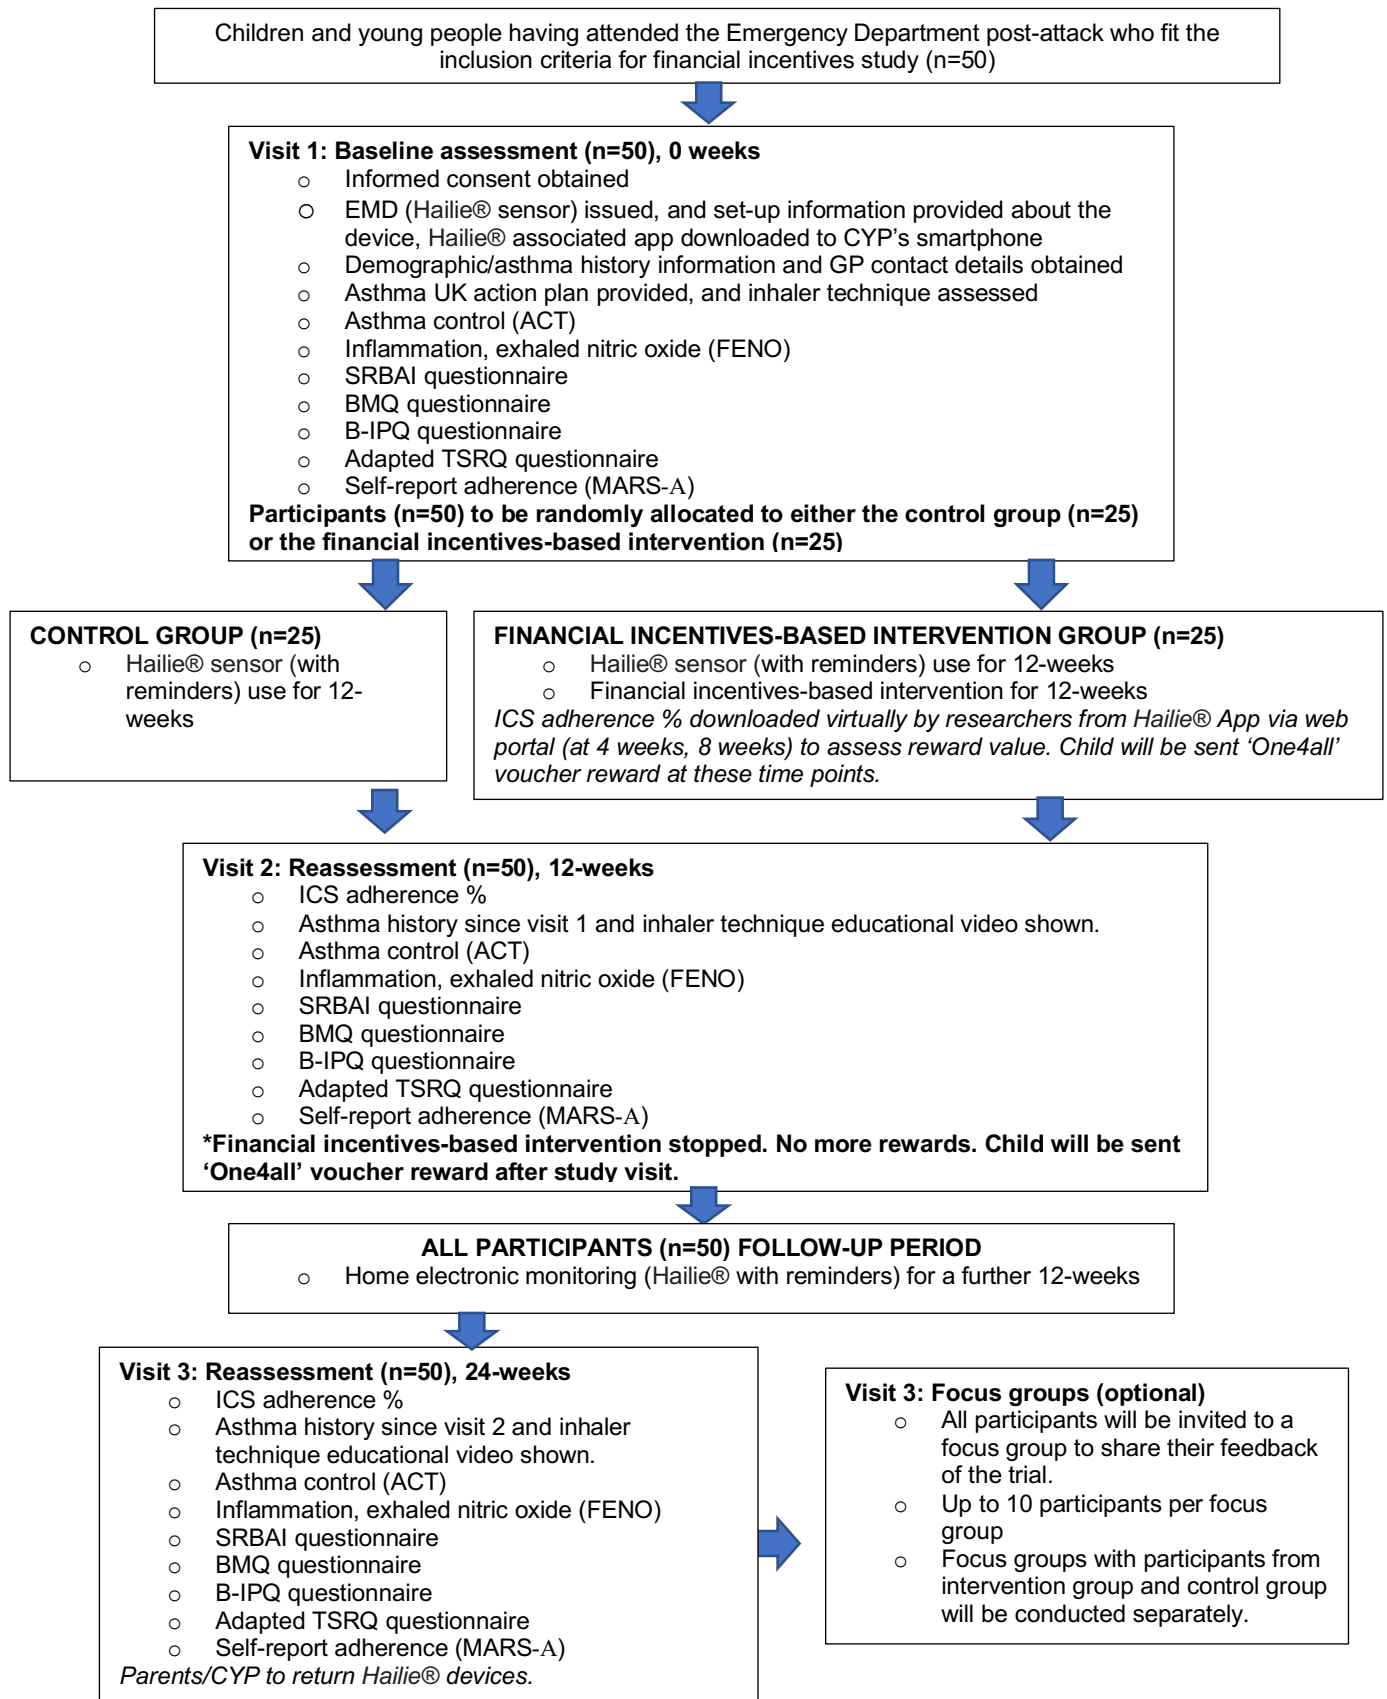 Children and young people having attended the Emergency Department post-attack who fit the
inclusion criteria for financial incentives study (n=50)
Visit 1: Baseline assessment (n=50), 0 weeks
o Informed consent obtained
o EMD (Hailie® sensor) issued, and set-up information provided about the
device, Hailie® associated app downloaded to CYP's smartphone
o Demographic/asthma history information and GP contact details obtained
o Asthma UK action plan provided, and inhaler technique assessed
o Asthma control (ACT)
o Inflammation, exhaled nitric oxide (FENO)
o SRBAI questionnaire
o BMQ questionnaire
o B-IPQ questionnaire
o Adapted TSRQ questionnaire
o Self-report adherence (MARS-A)
Participants (n=50) to be randomly allocated to either the control group (n=25)
or the financial incentives-based intervention (n=25)
CONTROL GROUP (n=25)
o Hailie® sensor (with
reminders) use for 12-
weeks
FINANCIAL INCENTIVES-BASED INTERVENTION GROUP (n=25)
o Hailie® sensor (with reminders) use for 12-weeks
o Financial incentives-based intervention for 12-weeks
ICS adherence % downloaded virtually by researchers from Hailie® App via web
portal (at 4 weeks, 8 weeks) to assess reward value. Child will be sent ‘One4all’
voucher reward at these time points.
Visit 2: Reassessment (n=50), 12-weeks
o ICS adherence %
o Asthma history since visit 1 and inhaler technique educational video shown.
o Asthma control (ACT)
o Inflammation, exhaled nitric oxide (FENO)
o SRBAI questionnaire
o BMQ questionnaire
o B-IPQ questionnaire
o Adapted TSRQ questionnaire
o Self-report adherence (MARS-A)
*Financial incentives-based intervention stopped. No more rewards. Child will be sent
‘One4all’ voucher reward after study visit.
ALL PARTICIPANTS (n=50) FOLLOW-UP PERIOD
o Home electronic monitoring (Hailie® with reminders) for a further 12-weeks
Visit 3: Reassessment (n=50), 24-weeks
o ICS adherence %
o Asthma history since visit 2 and inhaler
technique educational video shown.
o Asthma control (ACT)
o Inflammation, exhaled nitric oxide (FENO)
o SRBAI questionnaire
o BMQ questionnaire
o B-IPQ questionnaire
o Adapted TSRQ questionnaire
o Self-report adherence (MARS-A)
Parents/CYP to return Hailie® devices.
Visit 3: Focus groups (optional)
o All participants will be invited to a
focus group to share their feedback
of the trial.
o Up to 10 participants per focus
group
o Focus groups with participants from
intervention group and control group
will be conducted separately.